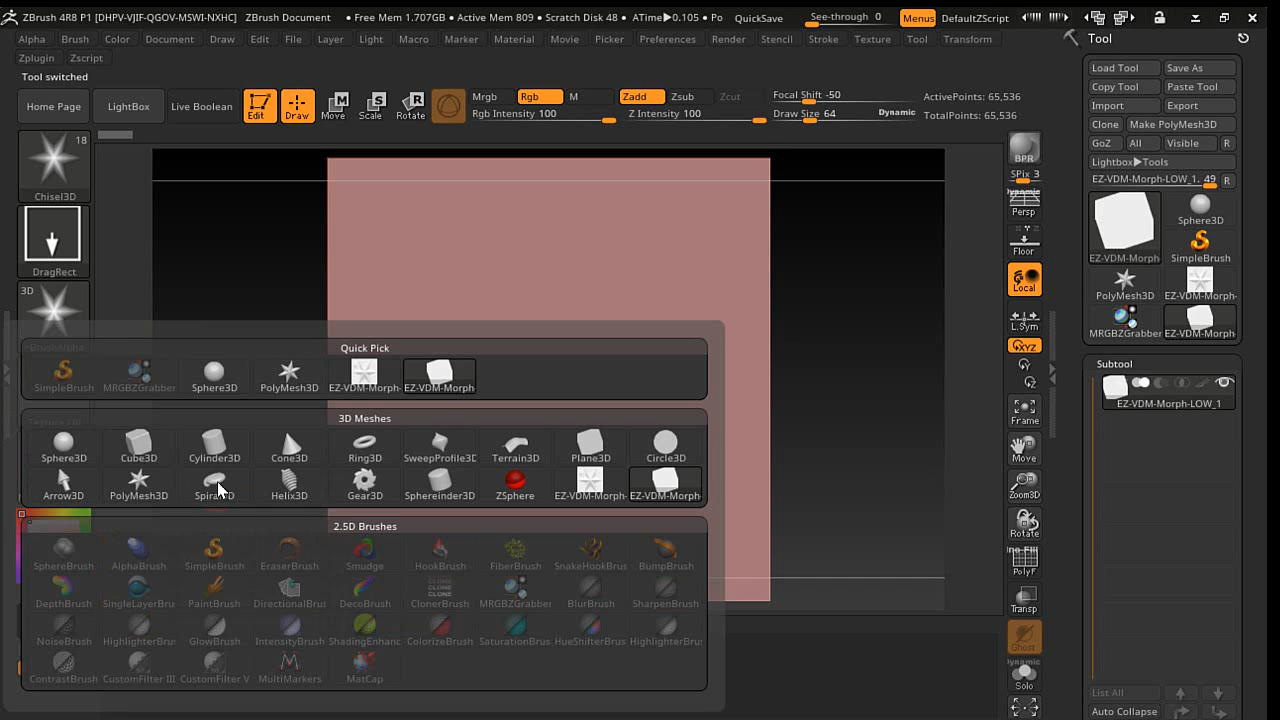 ZBrush 4R8 P1 [DHPV-VJIF-QGOV-MSWI-NXHC]   ZBrush Document   • Free Mem 1.707GB • Active Mem 809 • Scratch Disk 48 • ATime▶0.105 • Po   QuickSave   See-through 0   Menus   DefaultZScript
Alpha Brush Color Document Draw Edit File Layer Light Macro Marker Material Movie Picker Preferences Render Stencil Stroke Texture Tool Transform
Zplugin Zscript
Tool
Tool switched
Load Tool Save As
Copy Tool Paste Tool
Import Export
Clone Make PolyMesh3D
GoZ All Visible R
Lightbox▶Tools
EZ-VDM-Morph-LOW_1. 49 R
Home Page LightBox Live Boolean Edit Draw Move Scale Rotate
Mrgb Rgb M Zadd Zsub Zcut Focal Shift -50 ActivePoints: 65,536
Rgb Intensity 100 Z Intensity 100 Draw Size 64 Dynamic TotalPoints: 65,536
18
Chisel3D
DragRect
3D
BrushAlpha
BPR
SPix 3
Dynamic
Persp
Floor
Local
L.Sym
XYZ
Frame
Move
Zoom3D
Rotate
Line Fill
PolyF
Transp
Ghost
Dynamic
Solo
EZ-VDM-Morph Sphere3D
SimpleBrush
PolyMesh3D EZ-VDM-Morph-
MRGBZGrabber EZ-VDM-Morph-
Subtool
EZ-VDM-Morph-LOW_1
List All
Auto Collapse
Quick Pick
SimpleBrush MRGBZGrabber Sphere3D PolyMesh3D EZ-VDM-Morph- EZ-VDM-Morph
3D Meshes
Sphere3D Cube3D Cylinder3D Cone3D Ring3D SweepProfile3D Terrain3D Plane3D Circle3D
Arrow3D PolyMesh3D Spiral3D Helix3D Gear3D Sphereinder3D ZSphere EZ-VDM-Morph- EZ-VDM-Morph-
2.5D Brushes
SphereBrush AlphaBrush SimpleBrush EraserBrush Smudge HookBrush FiberBrush SnakeHookBrus BumpBrush
DepthBrush SingleLayerBru PaintBrush DirectionalBrus DecoBrush CLONE CLONE CLONE ClonerBrush MRGBZGrabber BlurBrush SharpenBrush
NoiseBrush HighlighterBrus GlowBrush IntensityBrush ShadingEnhanc ColorizeBrush SaturationBrus HueShifterBrus HighlighterBru
ContrastBrush CustomFilter III CustomFilter V MultiMarkers MatCap